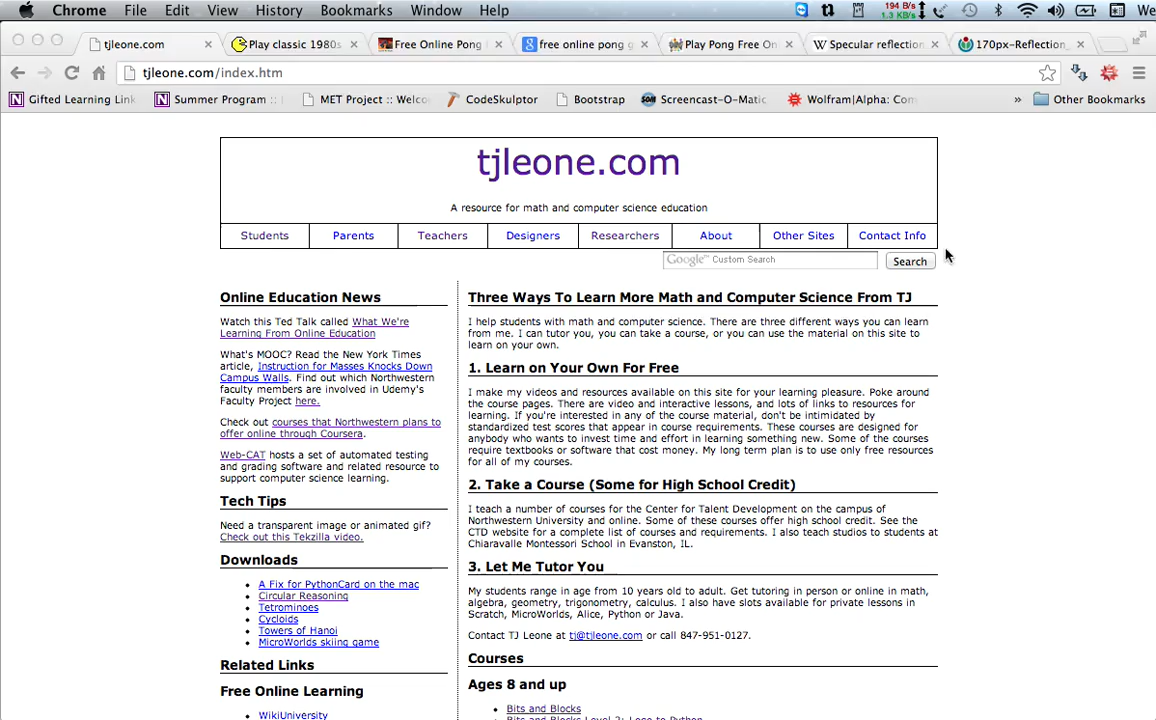 Chrome File Edit View History Bookmarks Window Help 194 B/s 1.3 KB/s We
tjleone.com Play classic 1980s Free Online Pong free online pong g Play Pong Free On Specular reflection 170px-Reflection_
tjleone.com/index.htm
Gifted Learning Link Summer Program :: MET Project :: Welco CodeSkulptor Bootstrap Screencast-O-Matic Wolfram|Alpha: Com » Other Bookmarks
tjleone.com
A resource for math and computer science education
Students Parents Teachers Designers Researchers About Other Sites Contact Info
Google™ Custom Search Search
Online Education News
Watch this Ted Talk called What We're
Learning From Online Education
What's MOOC? Read the New York Times
article, Instruction for Masses Knocks Down
Campus Walls. Find out which Northwestern
faculty members are involved in Udemy's
Faculty Project here.
Check out courses that Northwestern plans to
offer online through Coursera.
Web-CAT hosts a set of automated testing
and grading software and related resource to
support computer science learning.
Tech Tips
Need a transparent image or animated gif?
Check out this Tekzilla video.
Downloads
A Fix for PythonCard on the mac
Circular Reasoning
Tetrominoes
Cycloids
Towers of Hanoi
MicroWorlds skiing game
Related Links
Free Online Learning
WikiUniversity
Three Ways To Learn More Math and Computer Science From TJ
I help students with math and computer science. There are three different ways you can learn
from me. I can tutor you, you can take a course, or you can use the material on this site to
learn on your own.
1. Learn on Your Own For Free
I make my videos and resources available on this site for your learning pleasure. Poke around
the course pages. There are video and interactive lessons, and lots of links to resources for
learning. If you're interested in any of the course material, don't be intimidated by
standardized test scores that appear in course requirements. These courses are designed for
anybody who wants to invest time and effort in learning something new. Some of the courses
require textbooks or software that cost money. My long term plan is to use only free resources
for all of my courses.
2. Take a Course (Some for High School Credit)
I teach a number of courses for the Center for Talent Development on the campus of
Northwestern University and online. Some of these courses offer high school credit. See the
CTD website for a complete list of courses and requirements. I also teach studios to students at
Chiaravalle Montessori School in Evanston, IL.
3. Let Me Tutor You
My students range in age from 10 years old to adult. Get tutoring in person or online in math,
algebra, geometry, trigonometry, calculus. I also have slots available for private lessons in
Scratch, MicroWorlds, Alice, Python or Java.
Contact TJ Leone at tj@tjleone.com or call 847-951-0127.
Courses
Ages 8 and up
Bits and Blocks
Bits and Blocks Level 2: Logo to Python